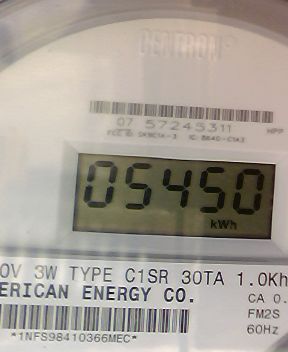 CENTRON®
07 57245311
HPP
05450
kWh
0V 3W TYPE C1SR 30TA 1.0Kh
ERICAN ENERGY CO.
CA 0.
FM2S
60Hz
*1NFS98410366MEC*